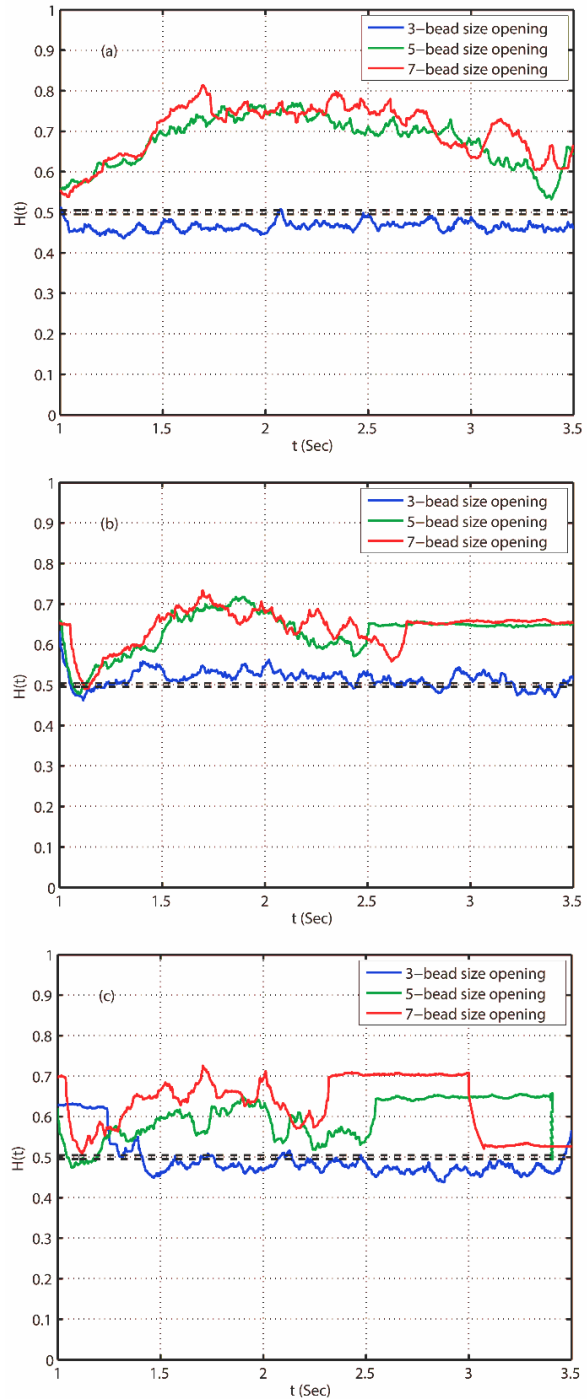 1
0.9
0.8
0.7
0.6
0.5
0.4
0.3
0.2
0.1
0
H(t)
(a)
3−bead size opening
5−bead size opening
7−bead size opening
1
1.5
2
2.5
3
3.5
t (Sec)
1
0.9
0.8
0.7
0.6
0.5
0.4
0.3
0.2
0.1
0
H(t)
(b)
3−bead size opening
5−bead size opening
7−bead size opening
1
1.5
2
2.5
3
3.5
t (Sec)
1
0.9
0.8
0.7
0.6
0.5
0.4
0.3
0.2
0.1
0
H(t)
(c)
3−bead size opening
5−bead size opening
7−bead size opening
1
1.5
2
2.5
3
3.5
t (Sec)